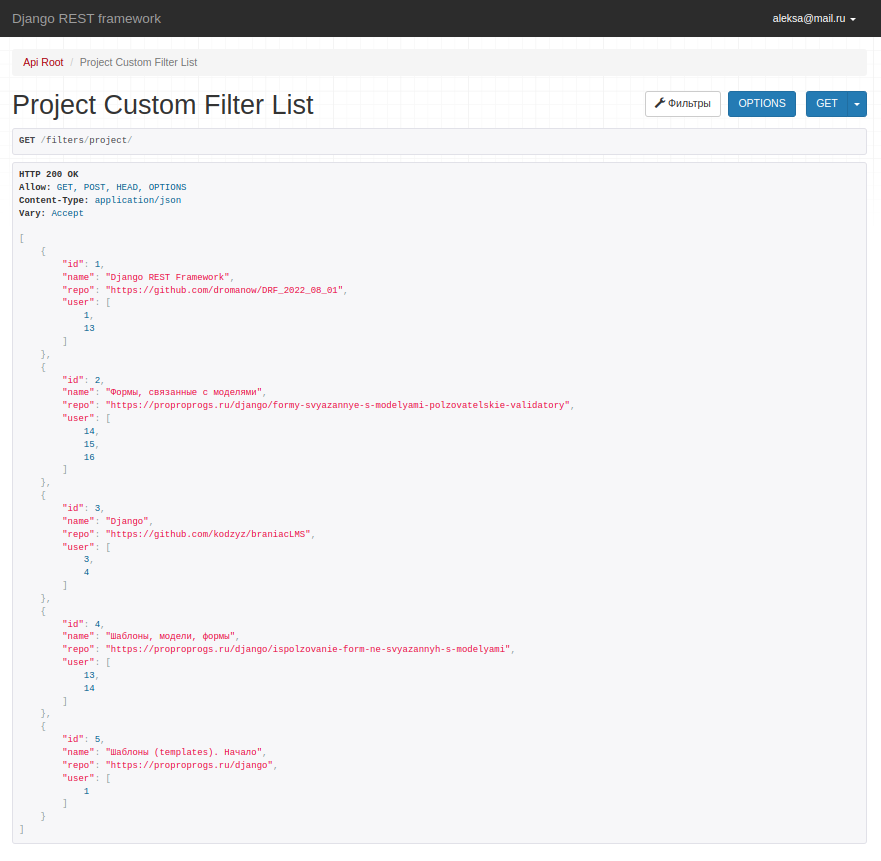 Django REST framework
aleksa@mail.ru
Api Root / Project Custom Filter List
Project Custom Filter List
Фильтры
OPTIONS
GET
GET /filters/project/
HTTP 200 OK
Allow: GET, POST, HEAD, OPTIONS
Content-Type: application/json
Vary: Accept
[
    {
        "id": 1,
        "name": "Django REST Framework",
        "repo": "https://github.com/dromanow/DRF_2022_08_01",
        "user": [
            1,
            13
        ]
    },
    {
        "id": 2,
        "name": "Формы, связанные с моделями",
        "repo": "https://proproprogs.ru/django/formy-svyazannye-s-modelyami-polzovatelskie-validatory",
        "user": [
            14,
            15,
            16
        ]
    },
    {
        "id": 3,
        "name": "Django",
        "repo": "https://github.com/kodzyz/braniacLMS",
        "user": [
            3,
            4
        ]
    },
    {
        "id": 4,
        "name": "Шаблоны, модели, формы",
        "repo": "https://proproprogs.ru/django/ispolzovanie-form-ne-svyazannyh-s-modelyami",
        "user": [
            13,
            14
        ]
    },
    {
        "id": 5,
        "name": "Шаблоны (templates). Начало",
        "repo": "https://proproprogs.ru/django",
        "user": [
            1
        ]
    }
]